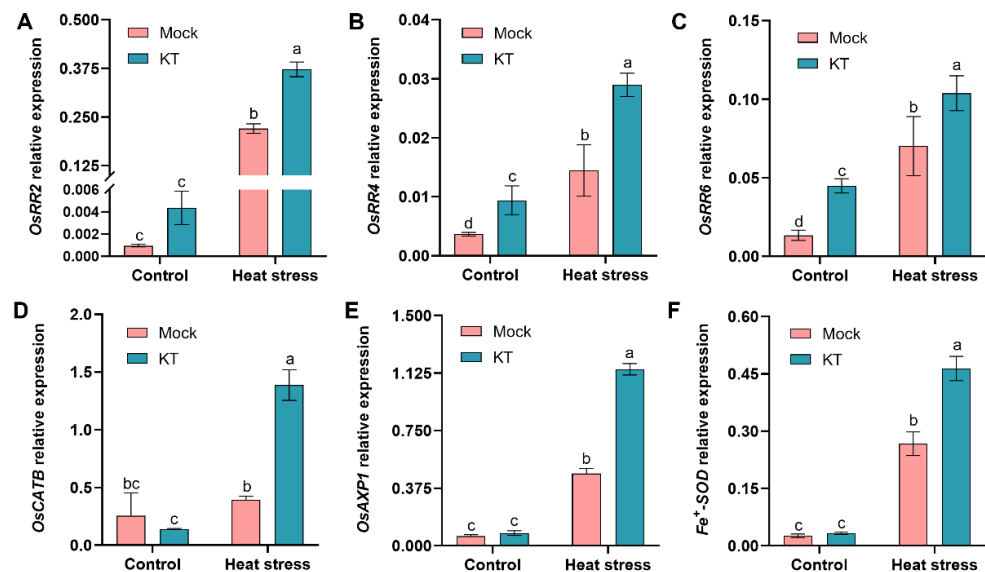 A
OsRR2 relative expression
0.500
0.375
0.250
0.125
0.006
0.004
0.002
0.000
Mock
KT
c
c
b
a
Control
Heat stress
B
OsRR4 relative expression
0.04
0.03
0.02
0.01
0.00
Mock
KT
d
c
b
a
Control
Heat stress
C
OsRR6 relative expression
0.15
0.10
0.05
0.00
Mock
KT
d
c
b
a
Control
Heat stress
D
OsCATB relative expression
2.0
1.5
1.0
0.5
0.0
Mock
KT
bc
c
b
a
Control
Heat stress
E
OsAXP1 relative expression
1.500
1.125
0.750
0.375
0.000
Mock
KT
c
c
b
a
Control
Heat stress
F
Fe⁺-SOD relative expression
0.60
0.45
0.30
0.15
0.00
Mock
KT
c
c
b
a
Control
Heat stress